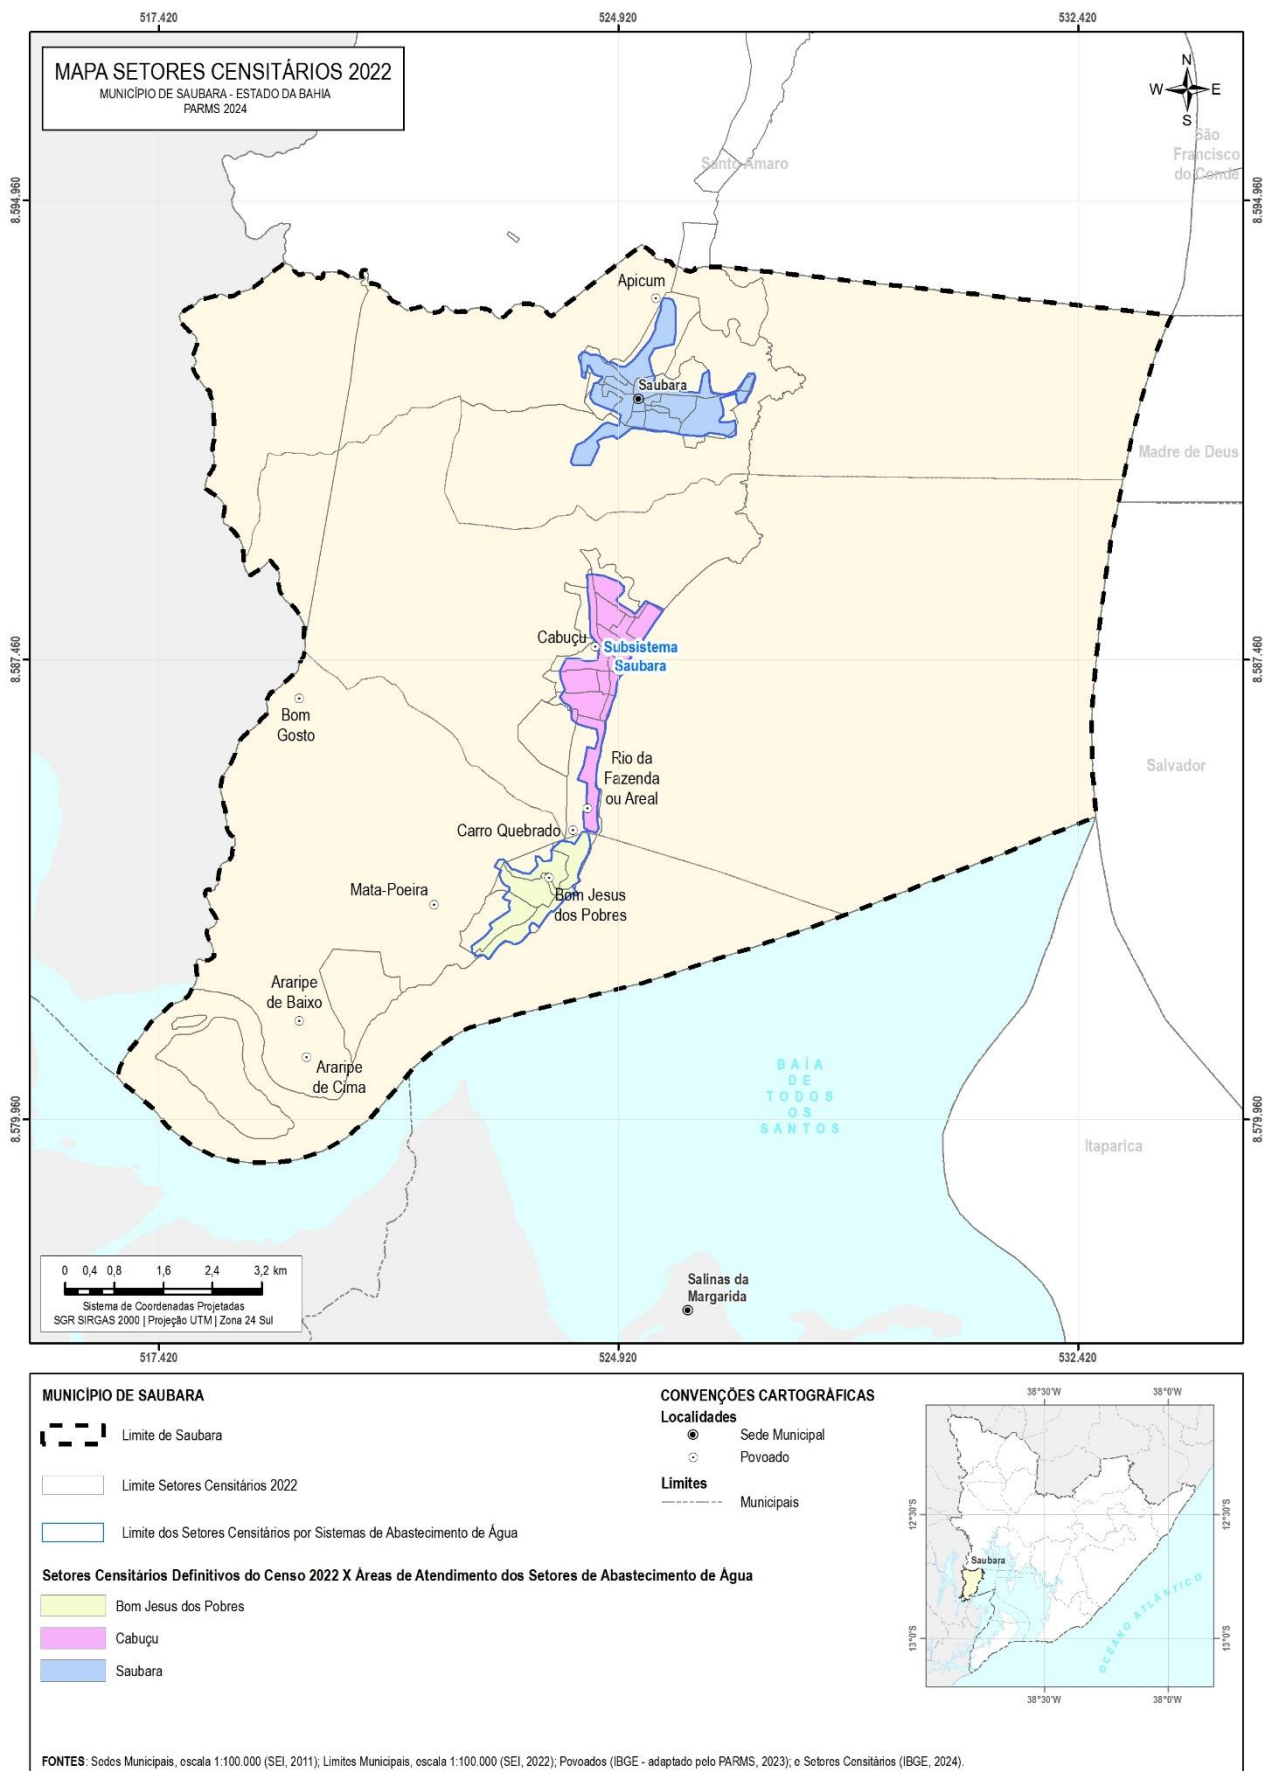 517.420
524.920
532.420
MAPA SETORES CENSITÁRIOS 2022
MUNICÍPIO DE SAUBARA - ESTADO DA BAHIA
PARMS 2024
N
W
E
S
São
Francisco
do Conde
Santo Amaro
8.594.960
8.594.960
Apicum
Saubara
Madre de Deus
Cabuçu
Subsistema
Saubara
8.587.460
8.587.460
Bom
Gosto
Rio da
Fazenda
ou Areal
Salvador
Carro Quebrado
Mata-Poeira
Bom Jesus
dos Pobres
Araripe
de Baixo
Araripe
de Cima
BAÍA
DE
TODOS
OS
SANTOS
8.579.960
8.579.960
Itaparica
Salinas da
Margarida
0 0,4 0,8 1,6 2,4 3,2 km
Sistema de Coordenadas Projetadas
SGR SIRGAS 2000 | Projeção UTM | Zona 24 Sul
517.420
524.920
532.420
MUNICÍPIO DE SAUBARA
Limite de Saubara
Limite Setores Censitários 2022
Limite dos Setores Censitários por Sistemas de Abastecimento de Água
Setores Censitários Definitivos do Censo 2022 X Áreas de Atendimento dos Setores de Abastecimento de Água
Bom Jesus dos Pobres
Cabuçu
Saubara
CONVENÇÕES CARTOGRÁFICAS
Localidades
Sede Municipal
Povoado
Limites
Municipais
38°30'W
38°0'W
12°30'S
12°30'S
Saubara
13°0'S
13°0'S
OCEANO ATLÂNTICO
38°30'W
38°0'W
FONTES: Sedes Municipais, escala 1:100.000 (SEI, 2011); Limites Municipais, escala 1:100.000 (SEI, 2022); Povoados (IBGE - adaptado pelo PARMS, 2023); e Setores Censitários (IBGE, 2024).